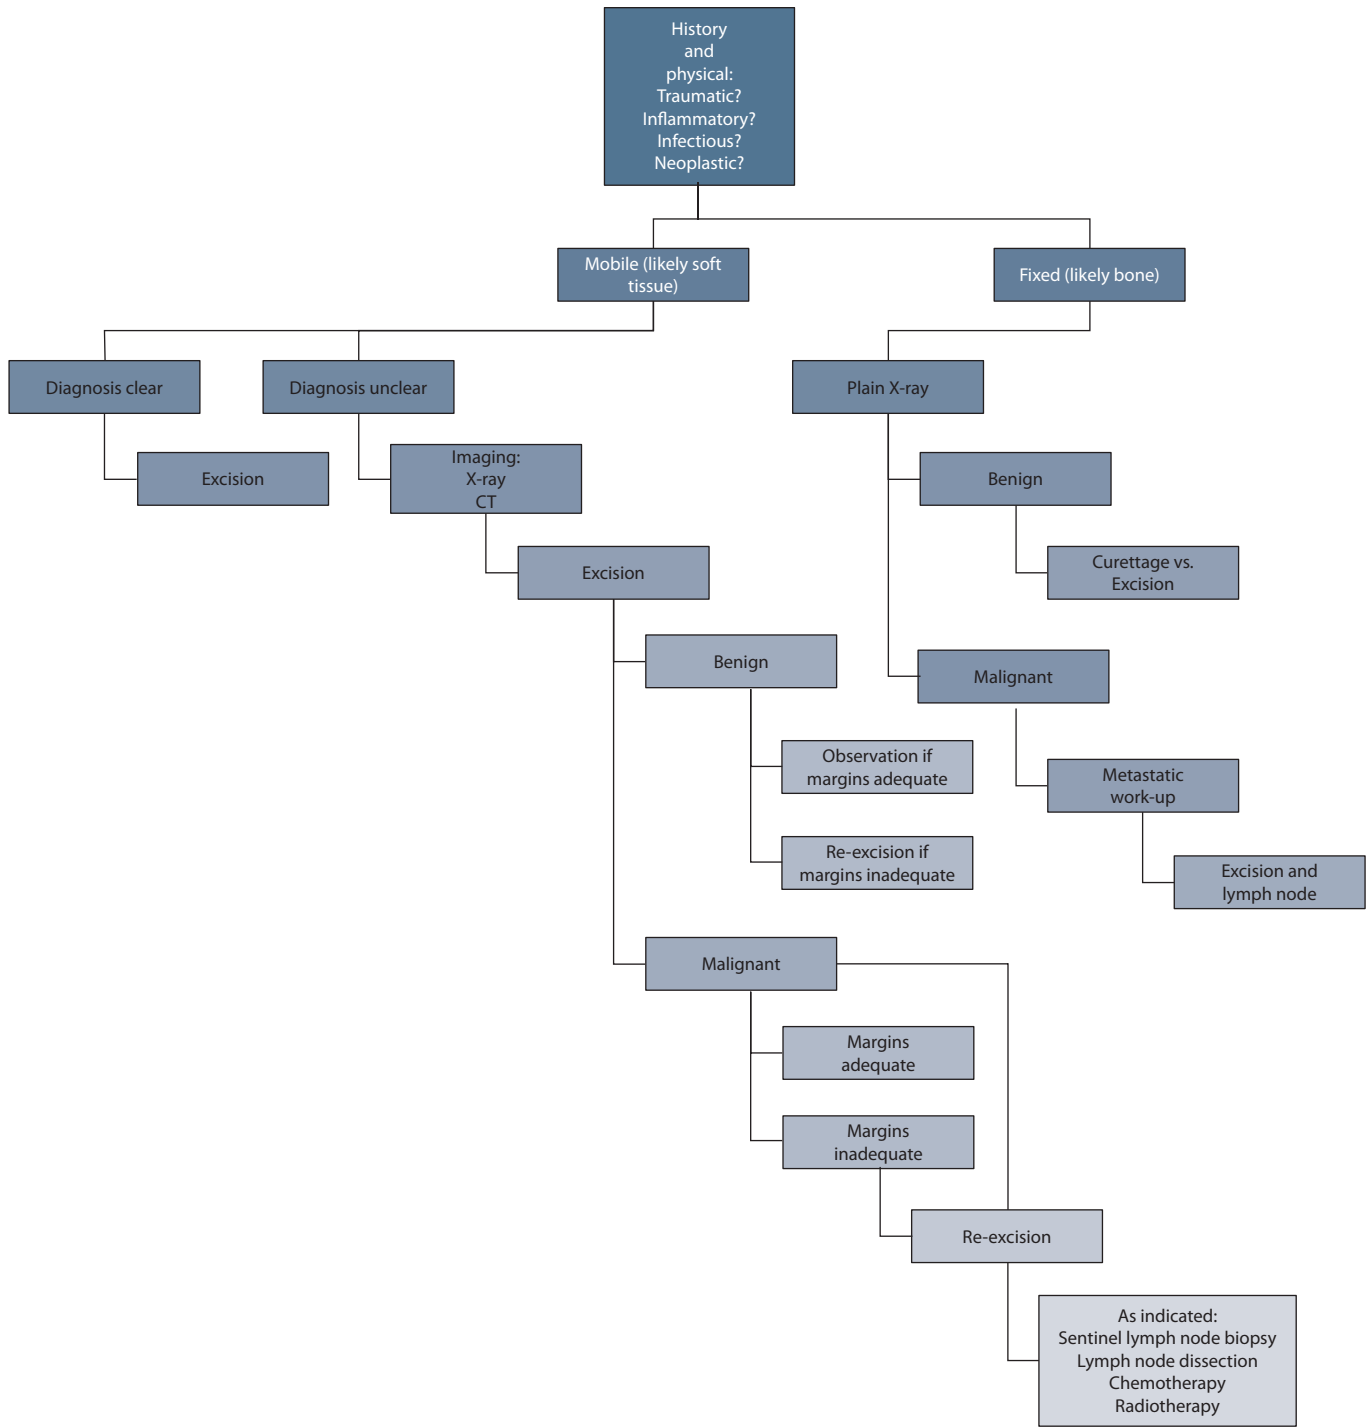 History
and
physical:
Traumatic?
Inflammatory?
Infectious?
Neoplastic?
Mobile (likely soft
tissue)
Fixed (likely bone)
Diagnosis clear
Diagnosis unclear
Plain X-ray
Excision
Imaging:
X-ray
CT
Benign
Excision
Curettage vs.
Excision
Benign
Malignant
Observation if
margins adequate
Metastatic
work-up
Re-excision if
margins inadequate
Excision and
lymph node
Malignant
Margins
adequate
Margins
inadequate
Re-excision
As indicated:
Sentinel lymph node biopsy
Lymph node dissection
Chemotherapy
Radiotherapy